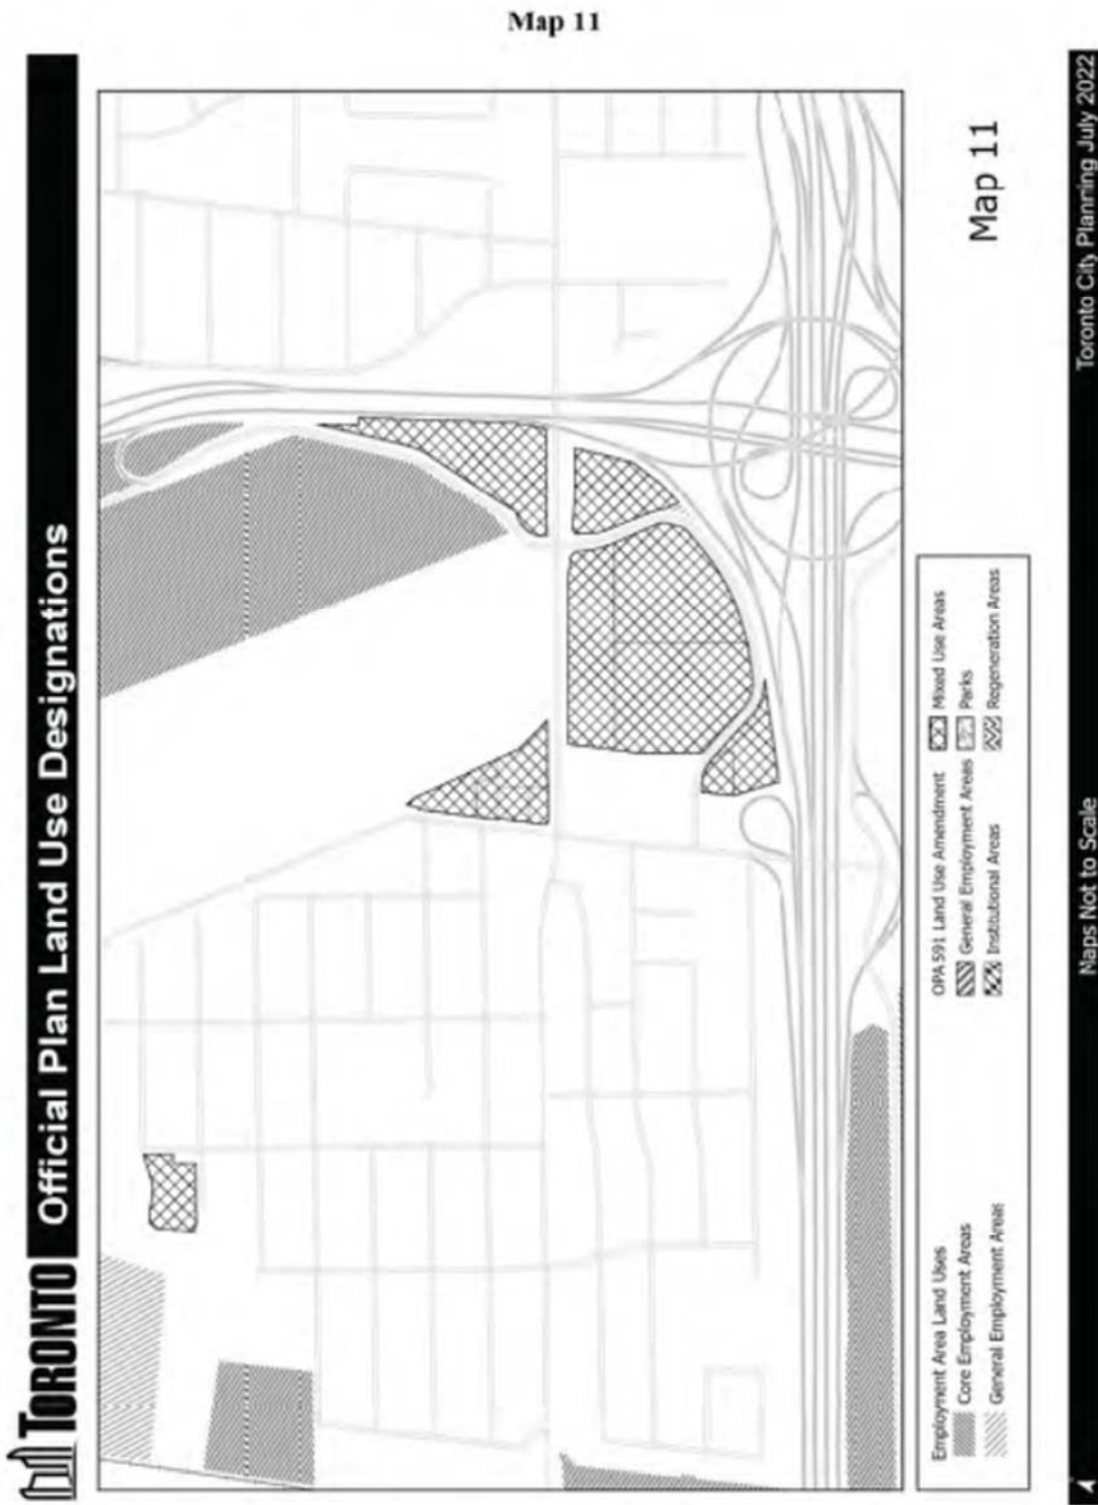 Map 11
TORONTO Official Plan Land Use Designations
Map 11
Employment Area Land Uses
Core Employment Areas
General Employment Areas
OPA 591 Land Use Amendment
General Employment Areas
Institutional Areas
Mixed Use Areas
Parks
Regeneration Areas
Maps Not to Scale
Toronto City Planning July 2022